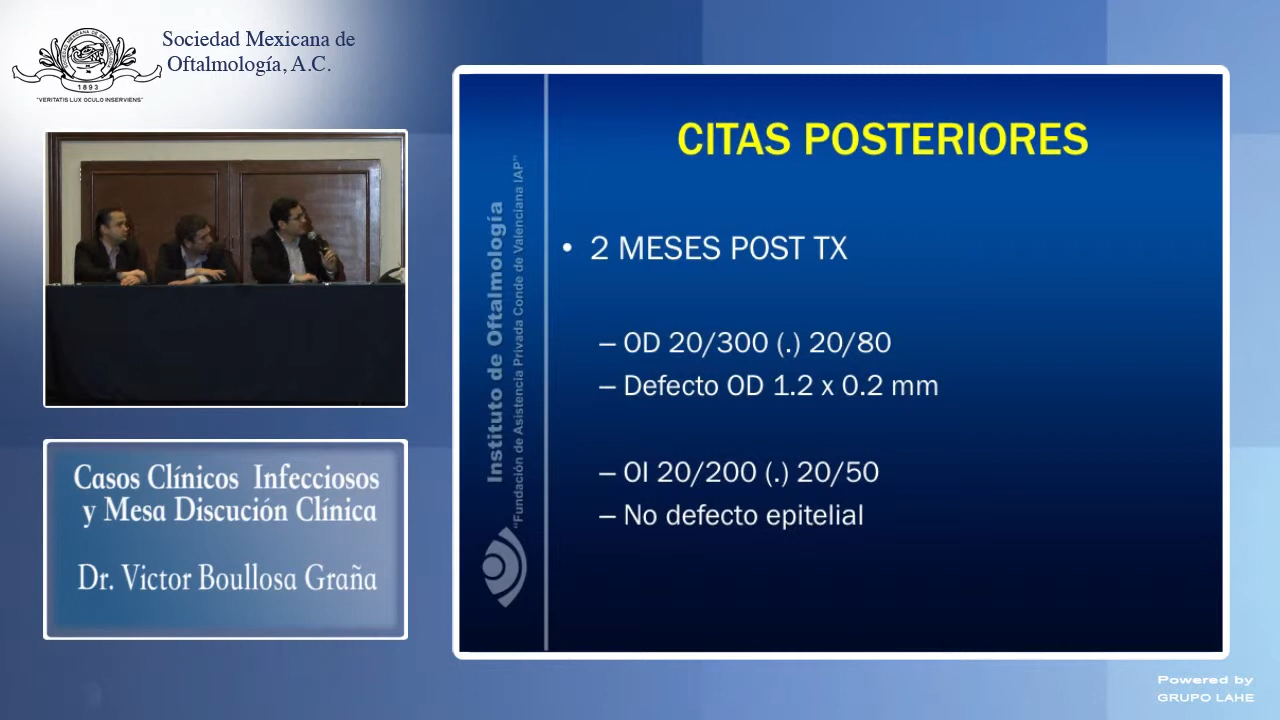 Sociedad Mexicana de
Oftalmología, A.C.
1893
"VERITATIS LUX OCULO INSERVIENS"
Casos Clínicos Infecciosos
y Mesa Discución Clínica
Dr. Victor Boullosa Graña
Instituto de Oftalmología
"Fundación de Asistencia Privada Conde de Valenciana IAP"
CITAS POSTERIORES
• 2 MESES POST TX
– OD 20/300 (.) 20/80
– Defecto OD 1.2 x 0.2 mm
– OI 20/200 (.) 20/50
– No defecto epitelial
Powered by
GRUPO LAHE